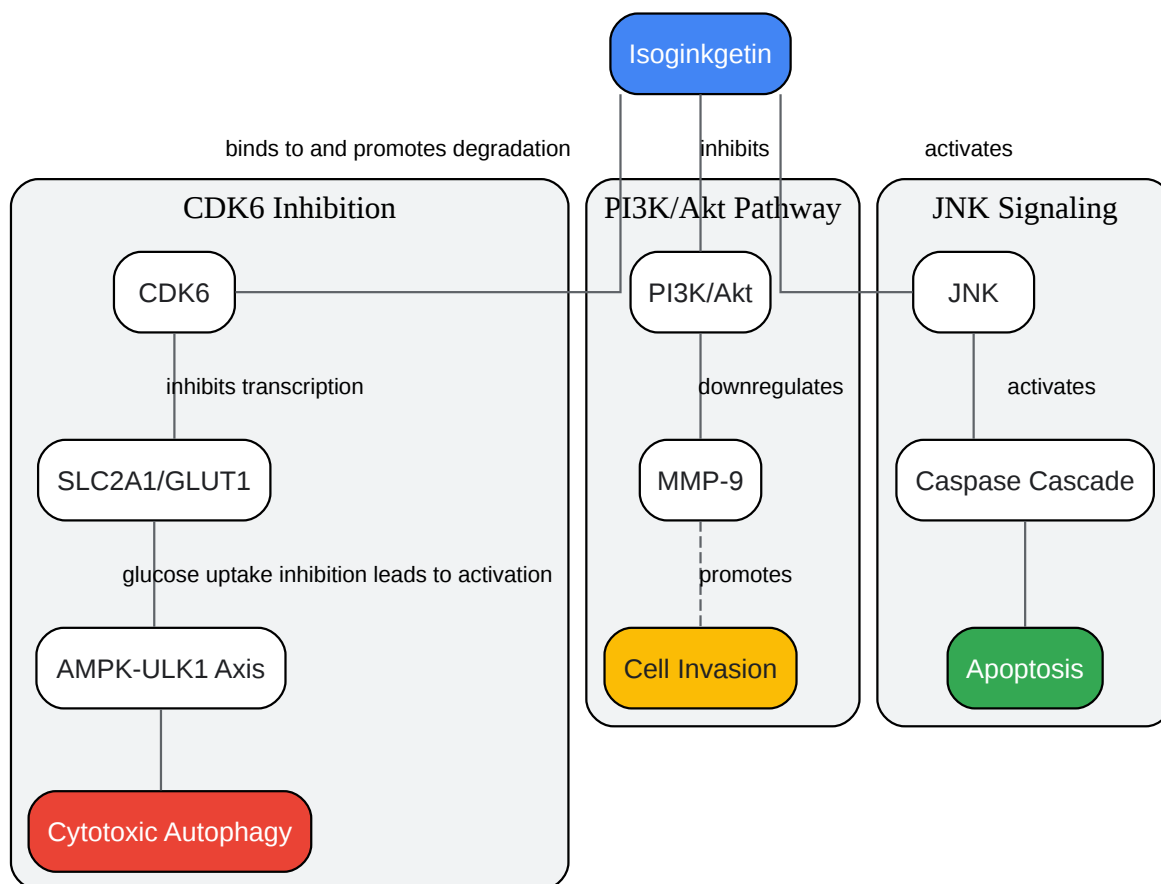 Isoginkgetin
binds to and promotes degradation
inhibits
activates
CDK6 Inhibition
PI3K/Akt Pathway
JNK Signaling
CDK6
PI3K/Akt
JNK
inhibits transcription
downregulates
activates
SLC2A1/GLUT1
MMP-9
Caspase Cascade
glucose uptake inhibition leads to activation
promotes
AMPK-ULK1 Axis
Cell Invasion
Apoptosis
Cytotoxic Autophagy